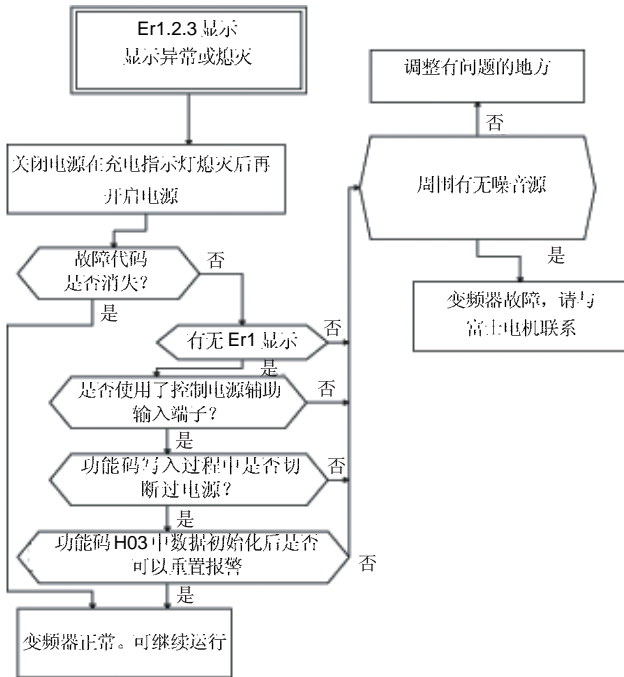 Er1.2.3 显示
显示异常或熄灭
关闭电源在充电指示灯熄灭后再
开启电源
故障代码
是否消失？
否
是
有无 Er1 显示
否
是
是否使用了控制电源辅助
输入端子？
否
是
功能码写入过程中是否切
断过电源？
否
是
功能码 H03 中数据初始化后是否
可以重置报警
否
是
变频器正常。可继续运行
调整有问题的地方
否
周围有无噪音源
是
变频器故障，请与
富士电机联系